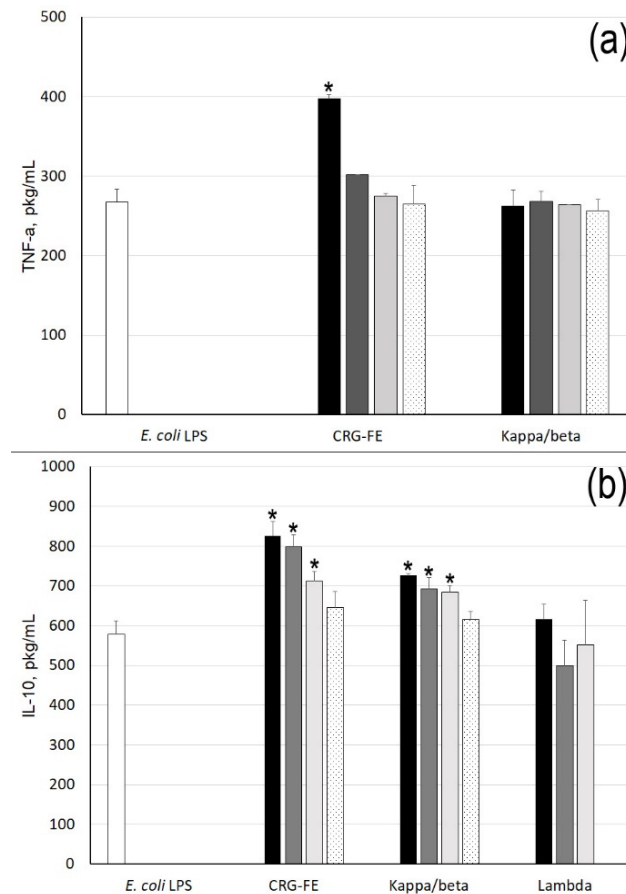 (a)
500
400
300
200
100
0
TNF-a, pkg/mL
*
E. coli LPS CRG-FE Kappa/beta
(b)
1000
900
800
700
600
500
400
300
200
100
0
IL-10, pkg/mL
* * * * * *
E. coli LPS CRG-FE Kappa/beta Lambda